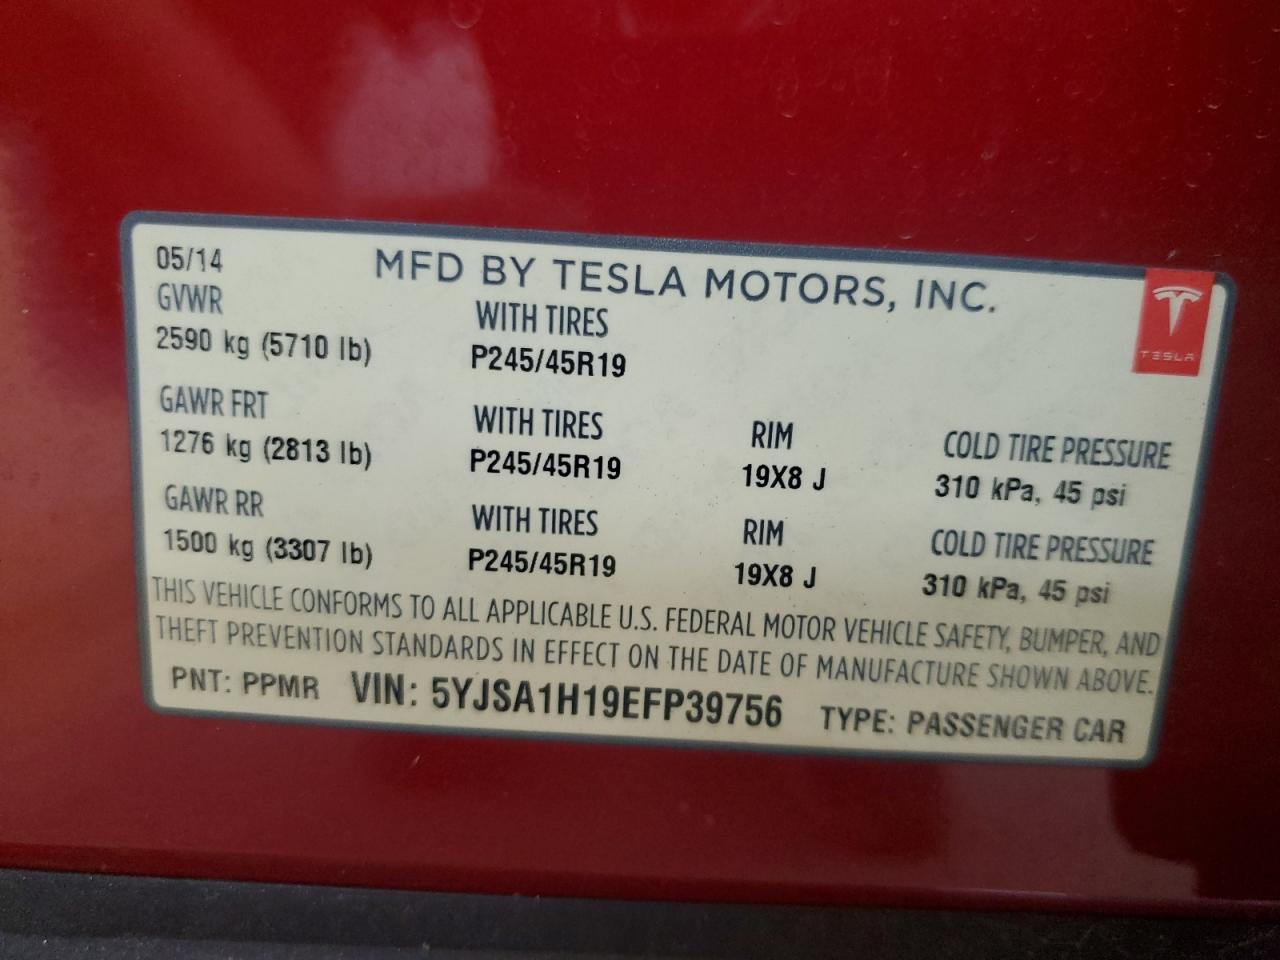 05/14 MFD BY TESLA MOTORS, INC.
TESLA
GVWR WITH TIRES
2590 kg (5710 lb) P245/45R19
GAWR FRT WITH TIRES RIM COLD TIRE PRESSURE
1276 kg (2813 lb) P245/45R19 19X8 J 310 kPa, 45 psi
GAWR RR WITH TIRES RIM COLD TIRE PRESSURE
1500 kg (3307 lb) P245/45R19 19X8 J 310 kPa, 45 psi
THIS VEHICLE CONFORMS TO ALL APPLICABLE U.S. FEDERAL MOTOR VEHICLE SAFETY, BUMPER, AND
THEFT PREVENTION STANDARDS IN EFFECT ON THE DATE OF MANUFACTURE SHOWN ABOVE.
PNT: PPMR VIN: 5YJSA1H19EFP39756 TYPE: PASSENGER CAR